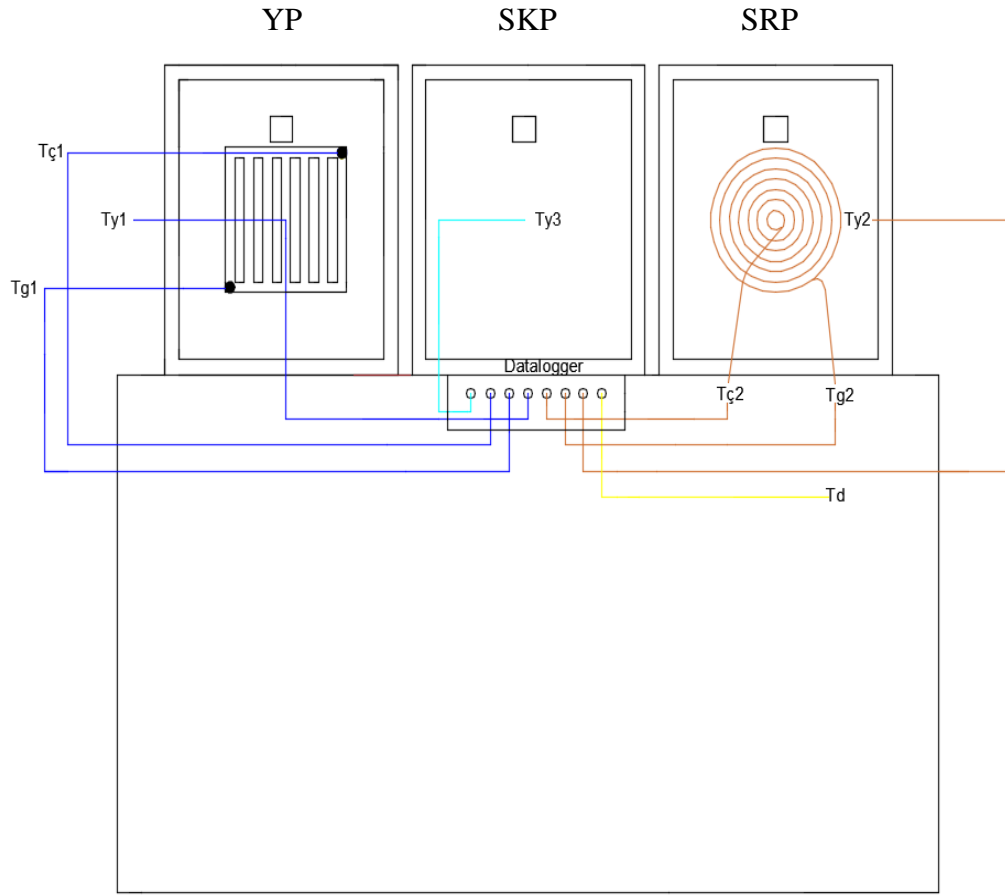 YP SKP SRP
Tç1
Ty1 Ty3 Ty2
Tg1
Datalogger
Tç2 Tg2
Td